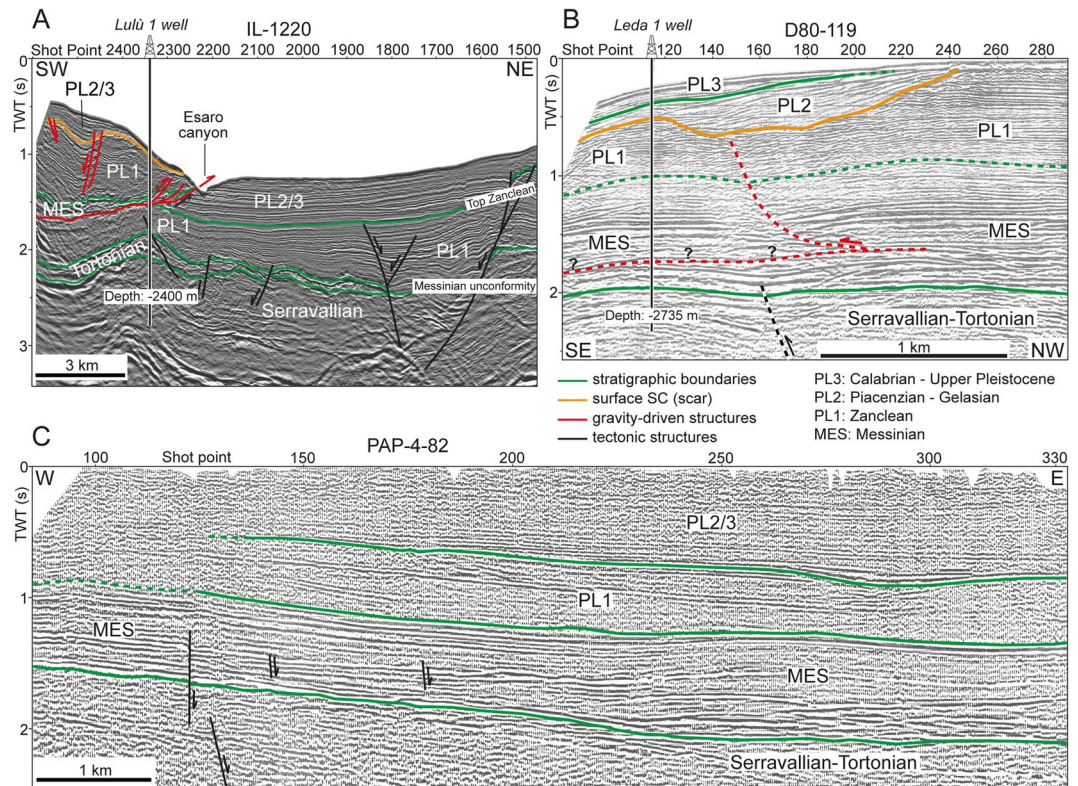 A
Lulù 1 well
IL-1220
Shot Point 2400 2300 2200 2100 2000 1900 1800 1700 1600 1500
SW
NE
TWT (s)
0
1
2
3
PL2/3
Esaro
canyon
PL1
PL2/3
MES
Top Zanclean
PL1
PL1
Tortonian
Messinian unconformity
Depth: -2400 m
Serravallian
3 km
B
Leda 1 well
D80-119
Shot Point 120 140 160 180 200 220 240 260 280
TWT (s)
0
1
2
PL3
PL2
PL1
PL1
MES
MES
? ? ?
Depth: -2735 m
Serravallian-Tortonian
SE
NW
1 km
stratigraphic boundaries
surface SC (scar)
gravity-driven structures
tectonic structures
PL3: Calabrian - Upper Pleistocene
PL2: Piacenzian - Gelasian
PL1: Zanclean
MES: Messinian
C
PAP-4-82
100 Shot point 150 200 250 300 330
W
E
TWT (s)
0
1
2
PL2/3
PL1
MES
MES
Serravallian-Tortonian
1 km